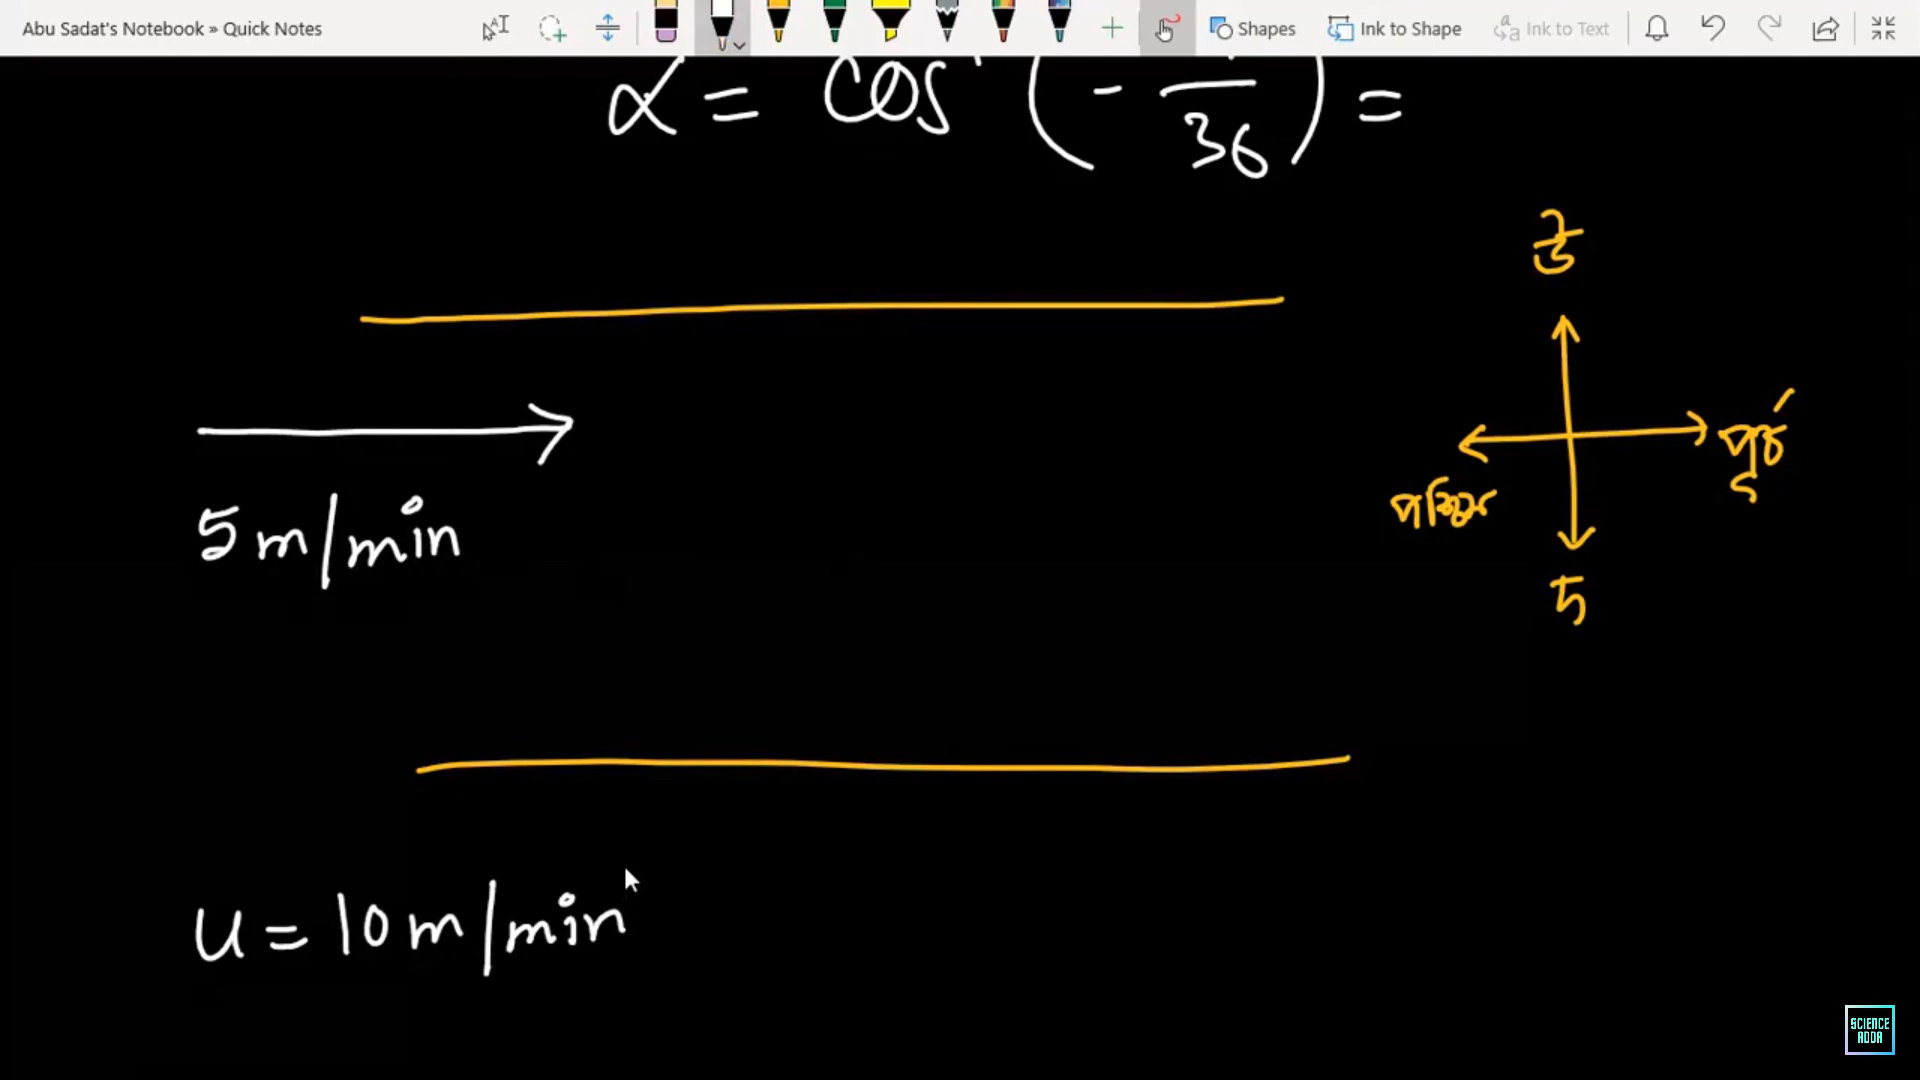 Abu Sadat's Notebook » Quick Notes
Shapes
Ink to Shape
Ink to Text
α = cos ( - / 36 ) =
উ
পূর্ব
পশ্চিম
5 m/min
দ
u = 10 m/min
SCIENCE
ADDA